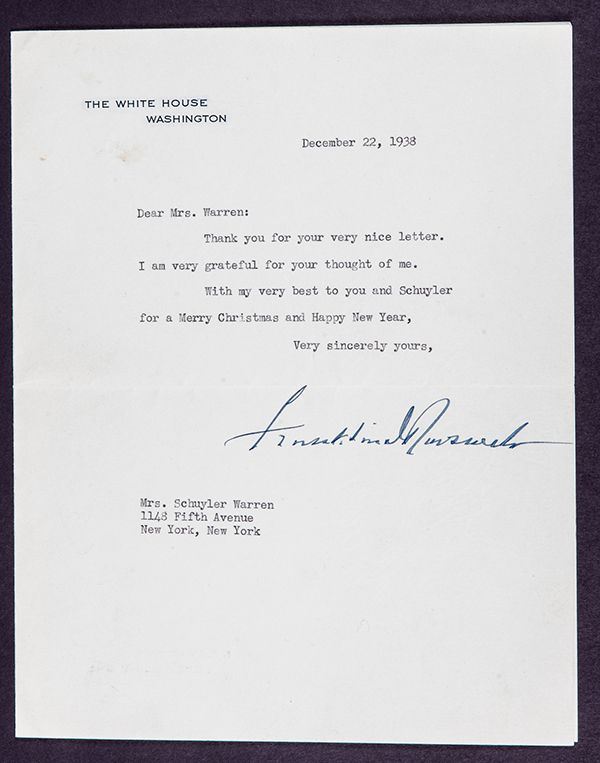 THE WHITE HOUSE
WASHINGTON
December 22, 1938
Dear Mrs. Warren:
Thank you for your very nice letter.
I am very grateful for your thought of me.
With my very best to you and Schuyler
for a Merry Christmas and Happy New Year,
Very sincerely yours,
Franklin D Roosevelt
Mrs. Schuyler Warren
1148 Fifth Avenue
New York, New York